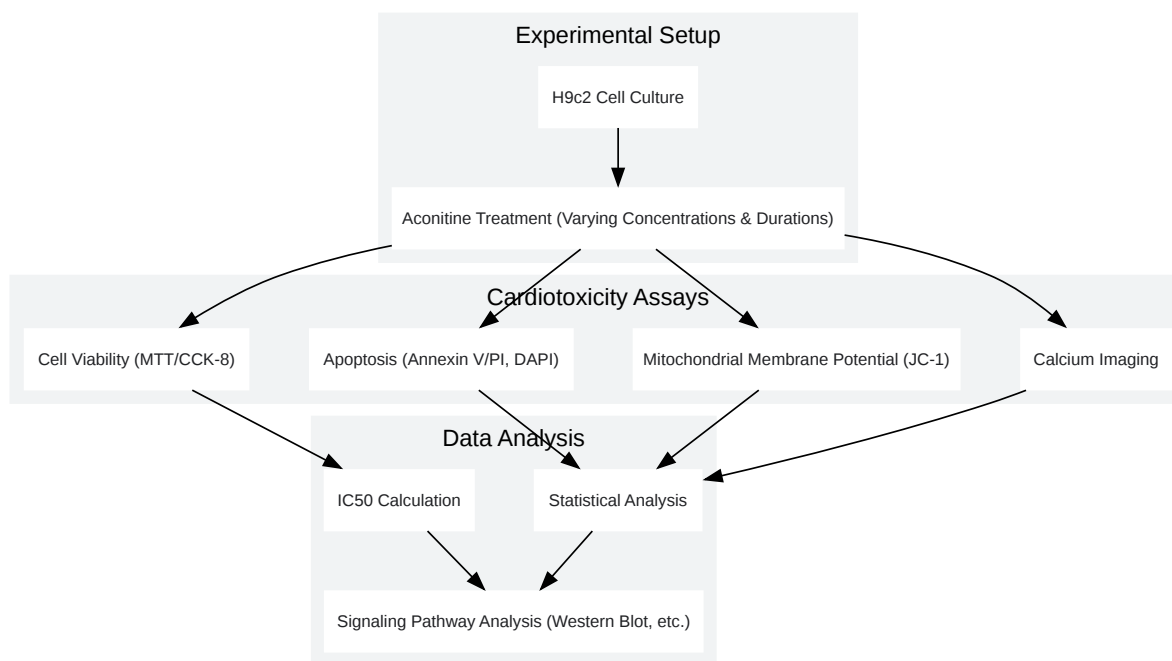 Experimental Setup
H9c2 Cell Culture
Aconitine Treatment (Varying Concentrations & Durations)
Cardiotoxicity Assays
Cell Viability (MTT/CCK-8)
Apoptosis (Annexin V/PI, DAPI)
Mitochondrial Membrane Potential (JC-1)
Calcium Imaging
Data Analysis
IC50 Calculation
Statistical Analysis
Signaling Pathway Analysis (Western Blot, etc.)